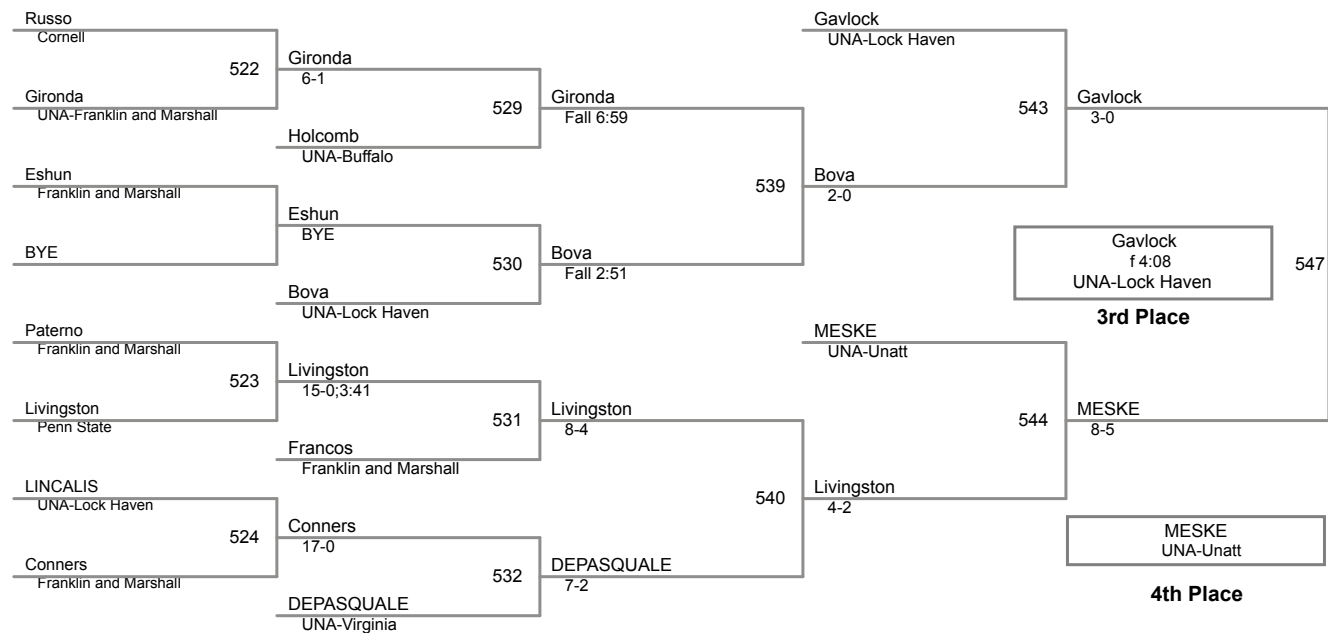 Russo
Cornell
522
Gironda
UNA-Franklin and Marshall
Gironda
6-1
529
Holcomb
UNA-Buffalo
Gironda
Fall 6:59
Eshun
Franklin and Marshall
BYE
Eshun
BYE
530
Bova
UNA-Lock Haven
Bova
Fall 2:51
539
Bova
2-0
Gavlock
UNA-Lock Haven
543
Gavlock
3-0
Gavlock
f 4:08
UNA-Lock Haven
3rd Place
547
Paterno
Franklin and Marshall
523
Livingston
Penn State
Livingston
15-0;3:41
531
Francos
Franklin and Marshall
Livingston
8-4
LINCALIS
UNA-Lock Haven
524
Conners
Franklin and Marshall
Conners
17-0
532
DEPASQUALE
UNA-Virginia
DEPASQUALE
7-2
540
Livingston
4-2
MESKE
UNA-Unatt
544
MESKE
8-5
MESKE
UNA-Unatt
4th Place